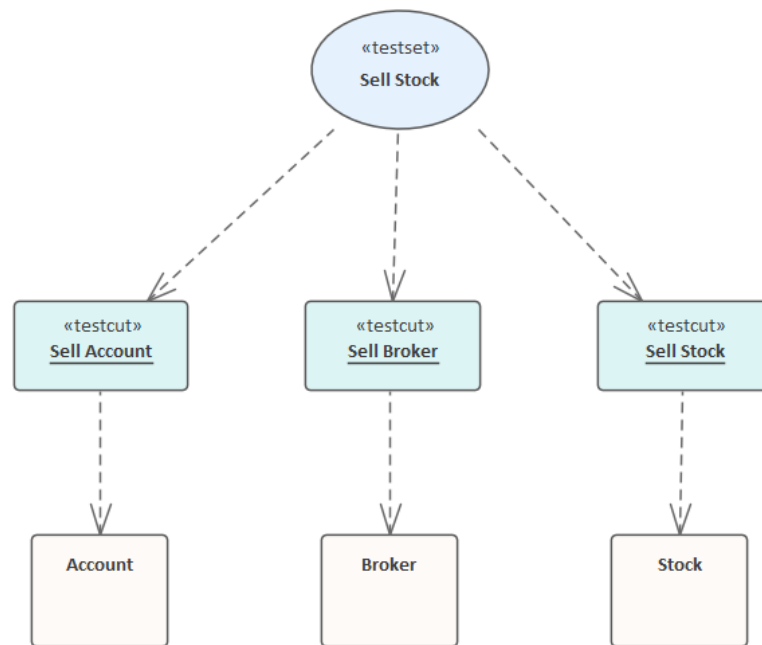 «testset»
Sell Stock
«testcut»
Sell Account
«testcut»
Sell Broker
«testcut»
Sell Stock
Account
Broker
Stock